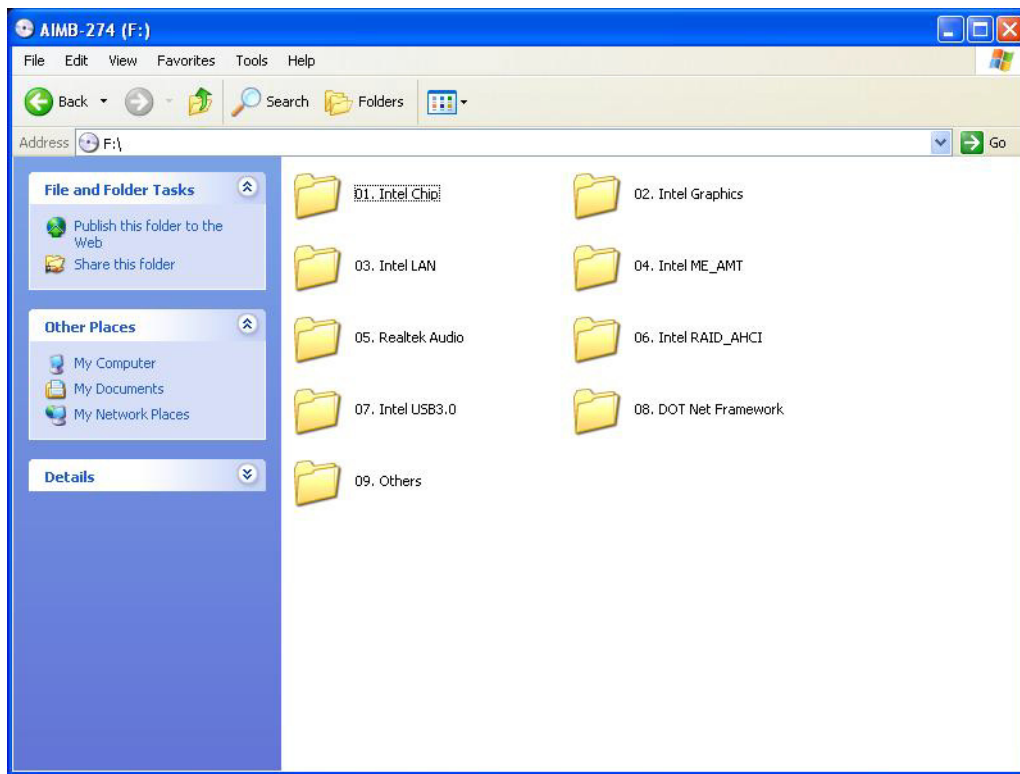 AIMB-274 (F:)
File Edit View Favorites Tools Help
Back Search Folders
Address F:\ Go
File and Folder Tasks
Publish this folder to the
Web
Share this folder
Other Places
My Computer
My Documents
My Network Places
Details
01. Intel Chip 02. Intel Graphics
03. Intel LAN 04. Intel ME_AMT
05. Realtek Audio 06. Intel RAID_AHCI
07. Intel USB3.0 08. DOT Net Framework
09. Others